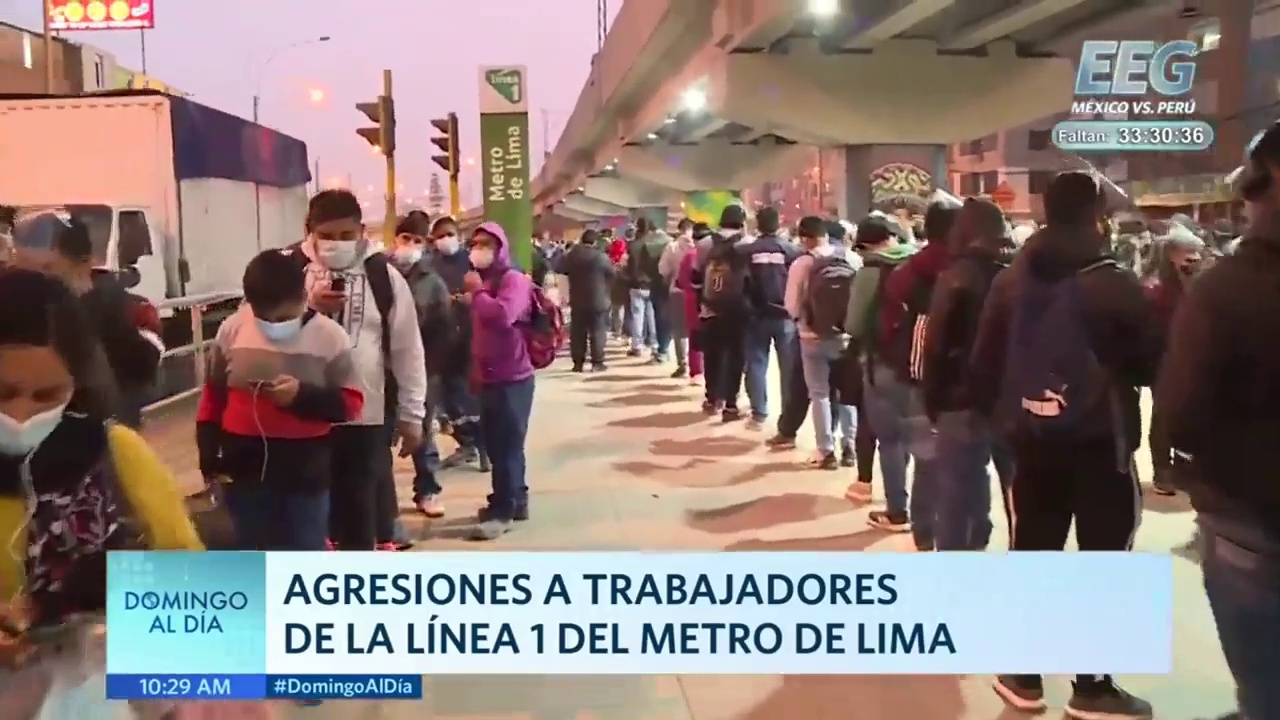 EEG
MÉXICO VS. PERÚ
Faltan: 33:30:36
Línea
1
Metro
de Lima
DOMINGO
AL DÍA
AGRESIONES A TRABAJADORES
DE LA LÍNEA 1 DEL METRO DE LIMA
10:29 AM
#DomingoAlDía